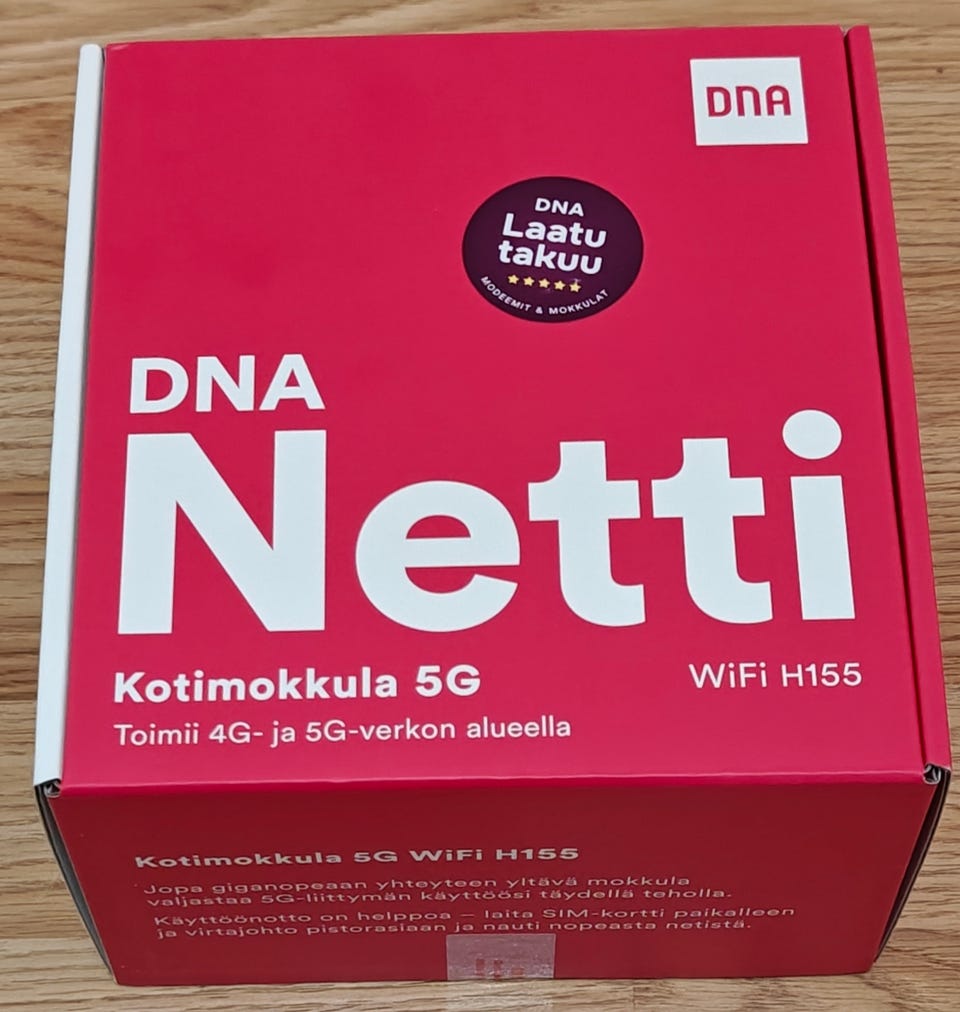 DNA
DNA
Laatu
takuu
MODEEMIT & MOKKULAT
DNA
Netti
Kotimokkula 5G
WiFi H155
Toimii 4G- ja 5G-verkon alueella
Kotimokkula 5G WiFi H155
Jopa giganopeaan yhteyteen yltävä mokkula
valjastaa 5G-liittymän käyttöösi täydellä teholla.
Käyttöönotto on helppoa – laita SIM-kortti paikalleen
ja virtajohto pistorasiaan ja nauti nopeasta netistä.